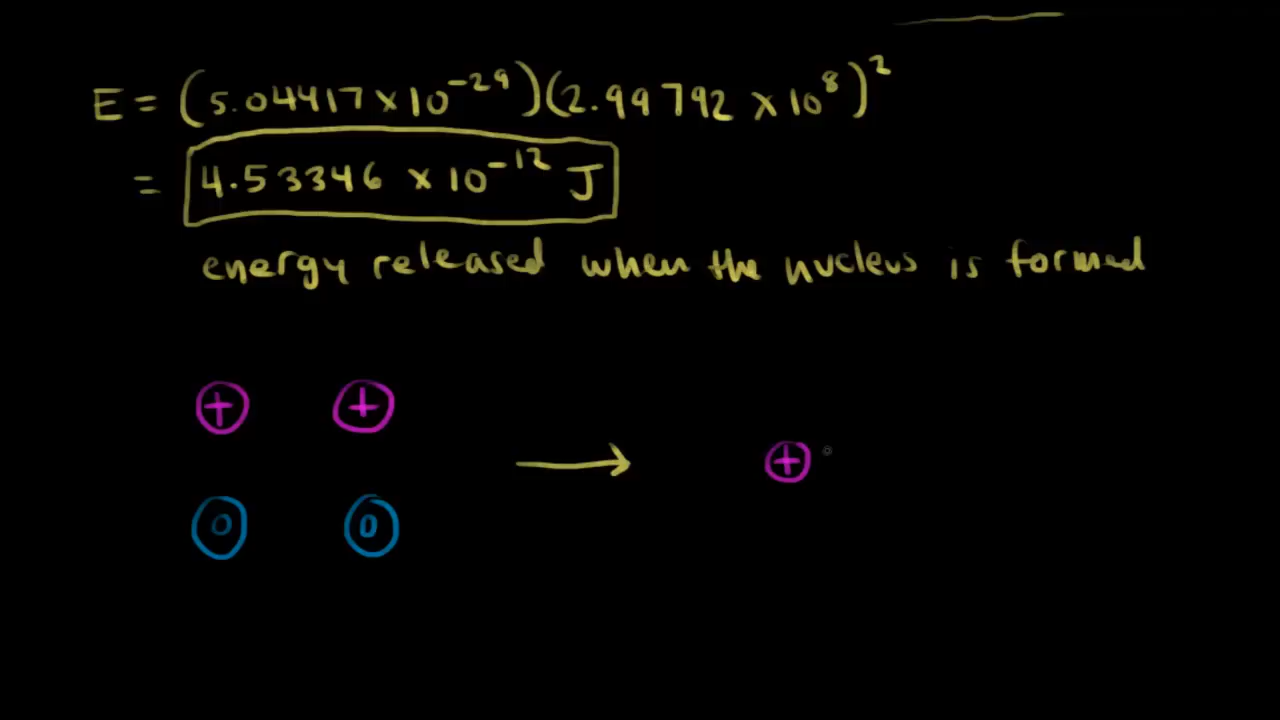 E = (5.04417 × 10⁻²⁹)(2.99792 × 10⁸)²
= 4.53346 × 10⁻¹² J
energy released when the nucleus is formed
+ +
→ +
0 0